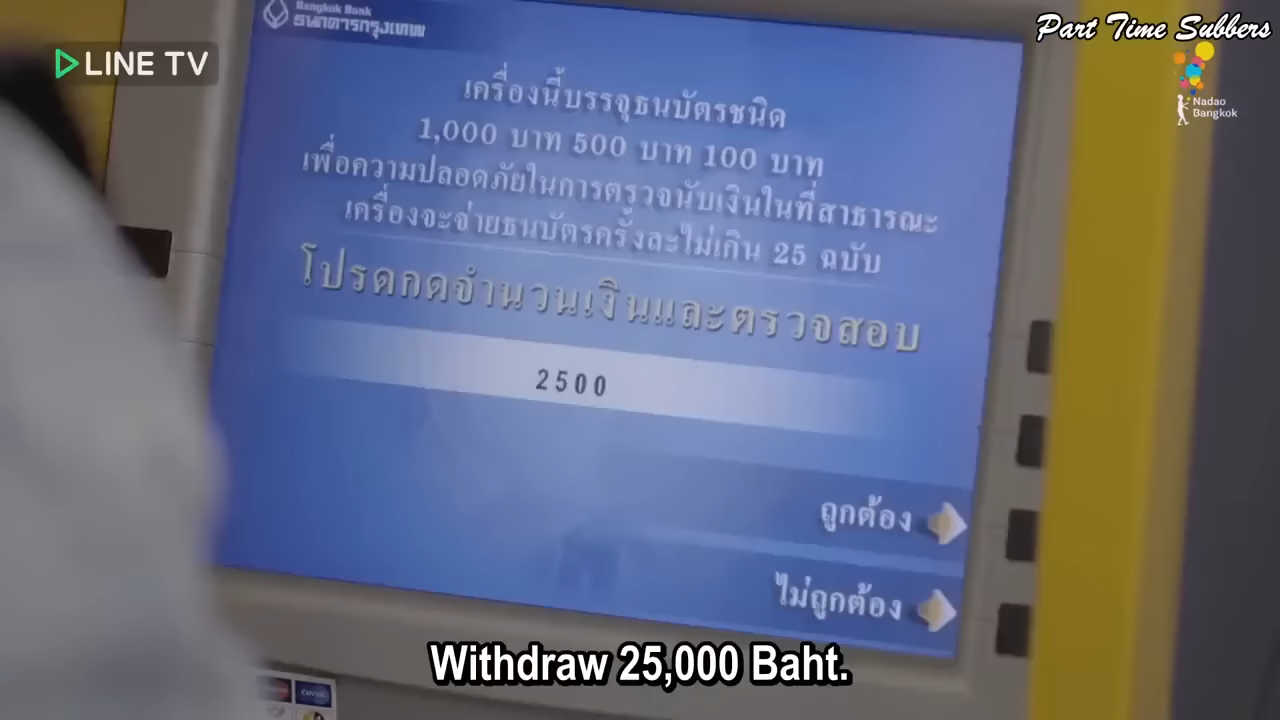 Bangkok Bank
ธนาคารกรุงเทพ
LINE TV
Part Time Subbers
Nadao
Bangkok
เครื่องนี้บรรจุธนบัตรชนิด
1,000 บาท 500 บาท 100 บาท
เพื่อความปลอดภัยในการตรวจนับเงินในที่สาธารณะ
เครื่องจะจ่ายธนบัตรครั้งละไม่เกิน 25 ฉบับ
โปรดกดจำนวนเงินและตรวจสอบ
2500
ถูกต้อง
ไม่ถูกต้อง
Withdraw 25,000 Baht.